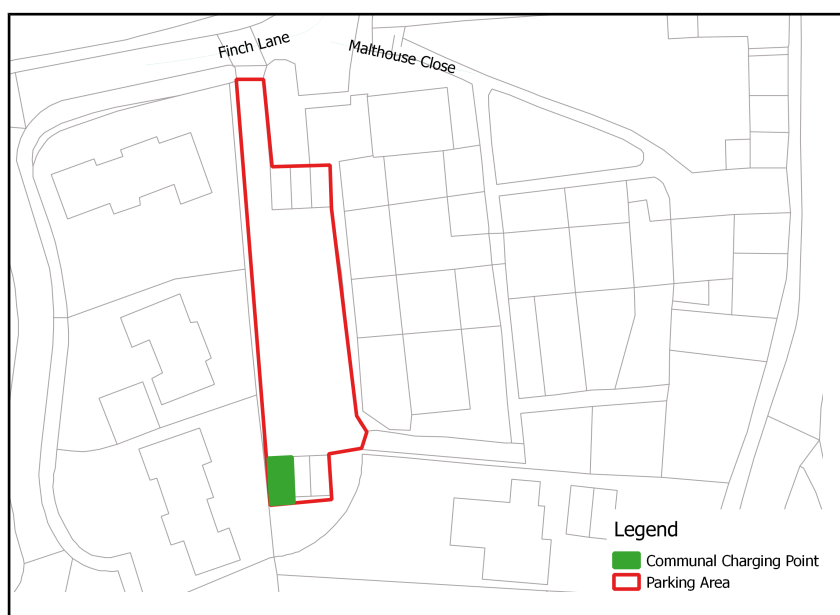 Finch Lane
Malthouse Close
Legend
Communal Charging Point
Parking Area